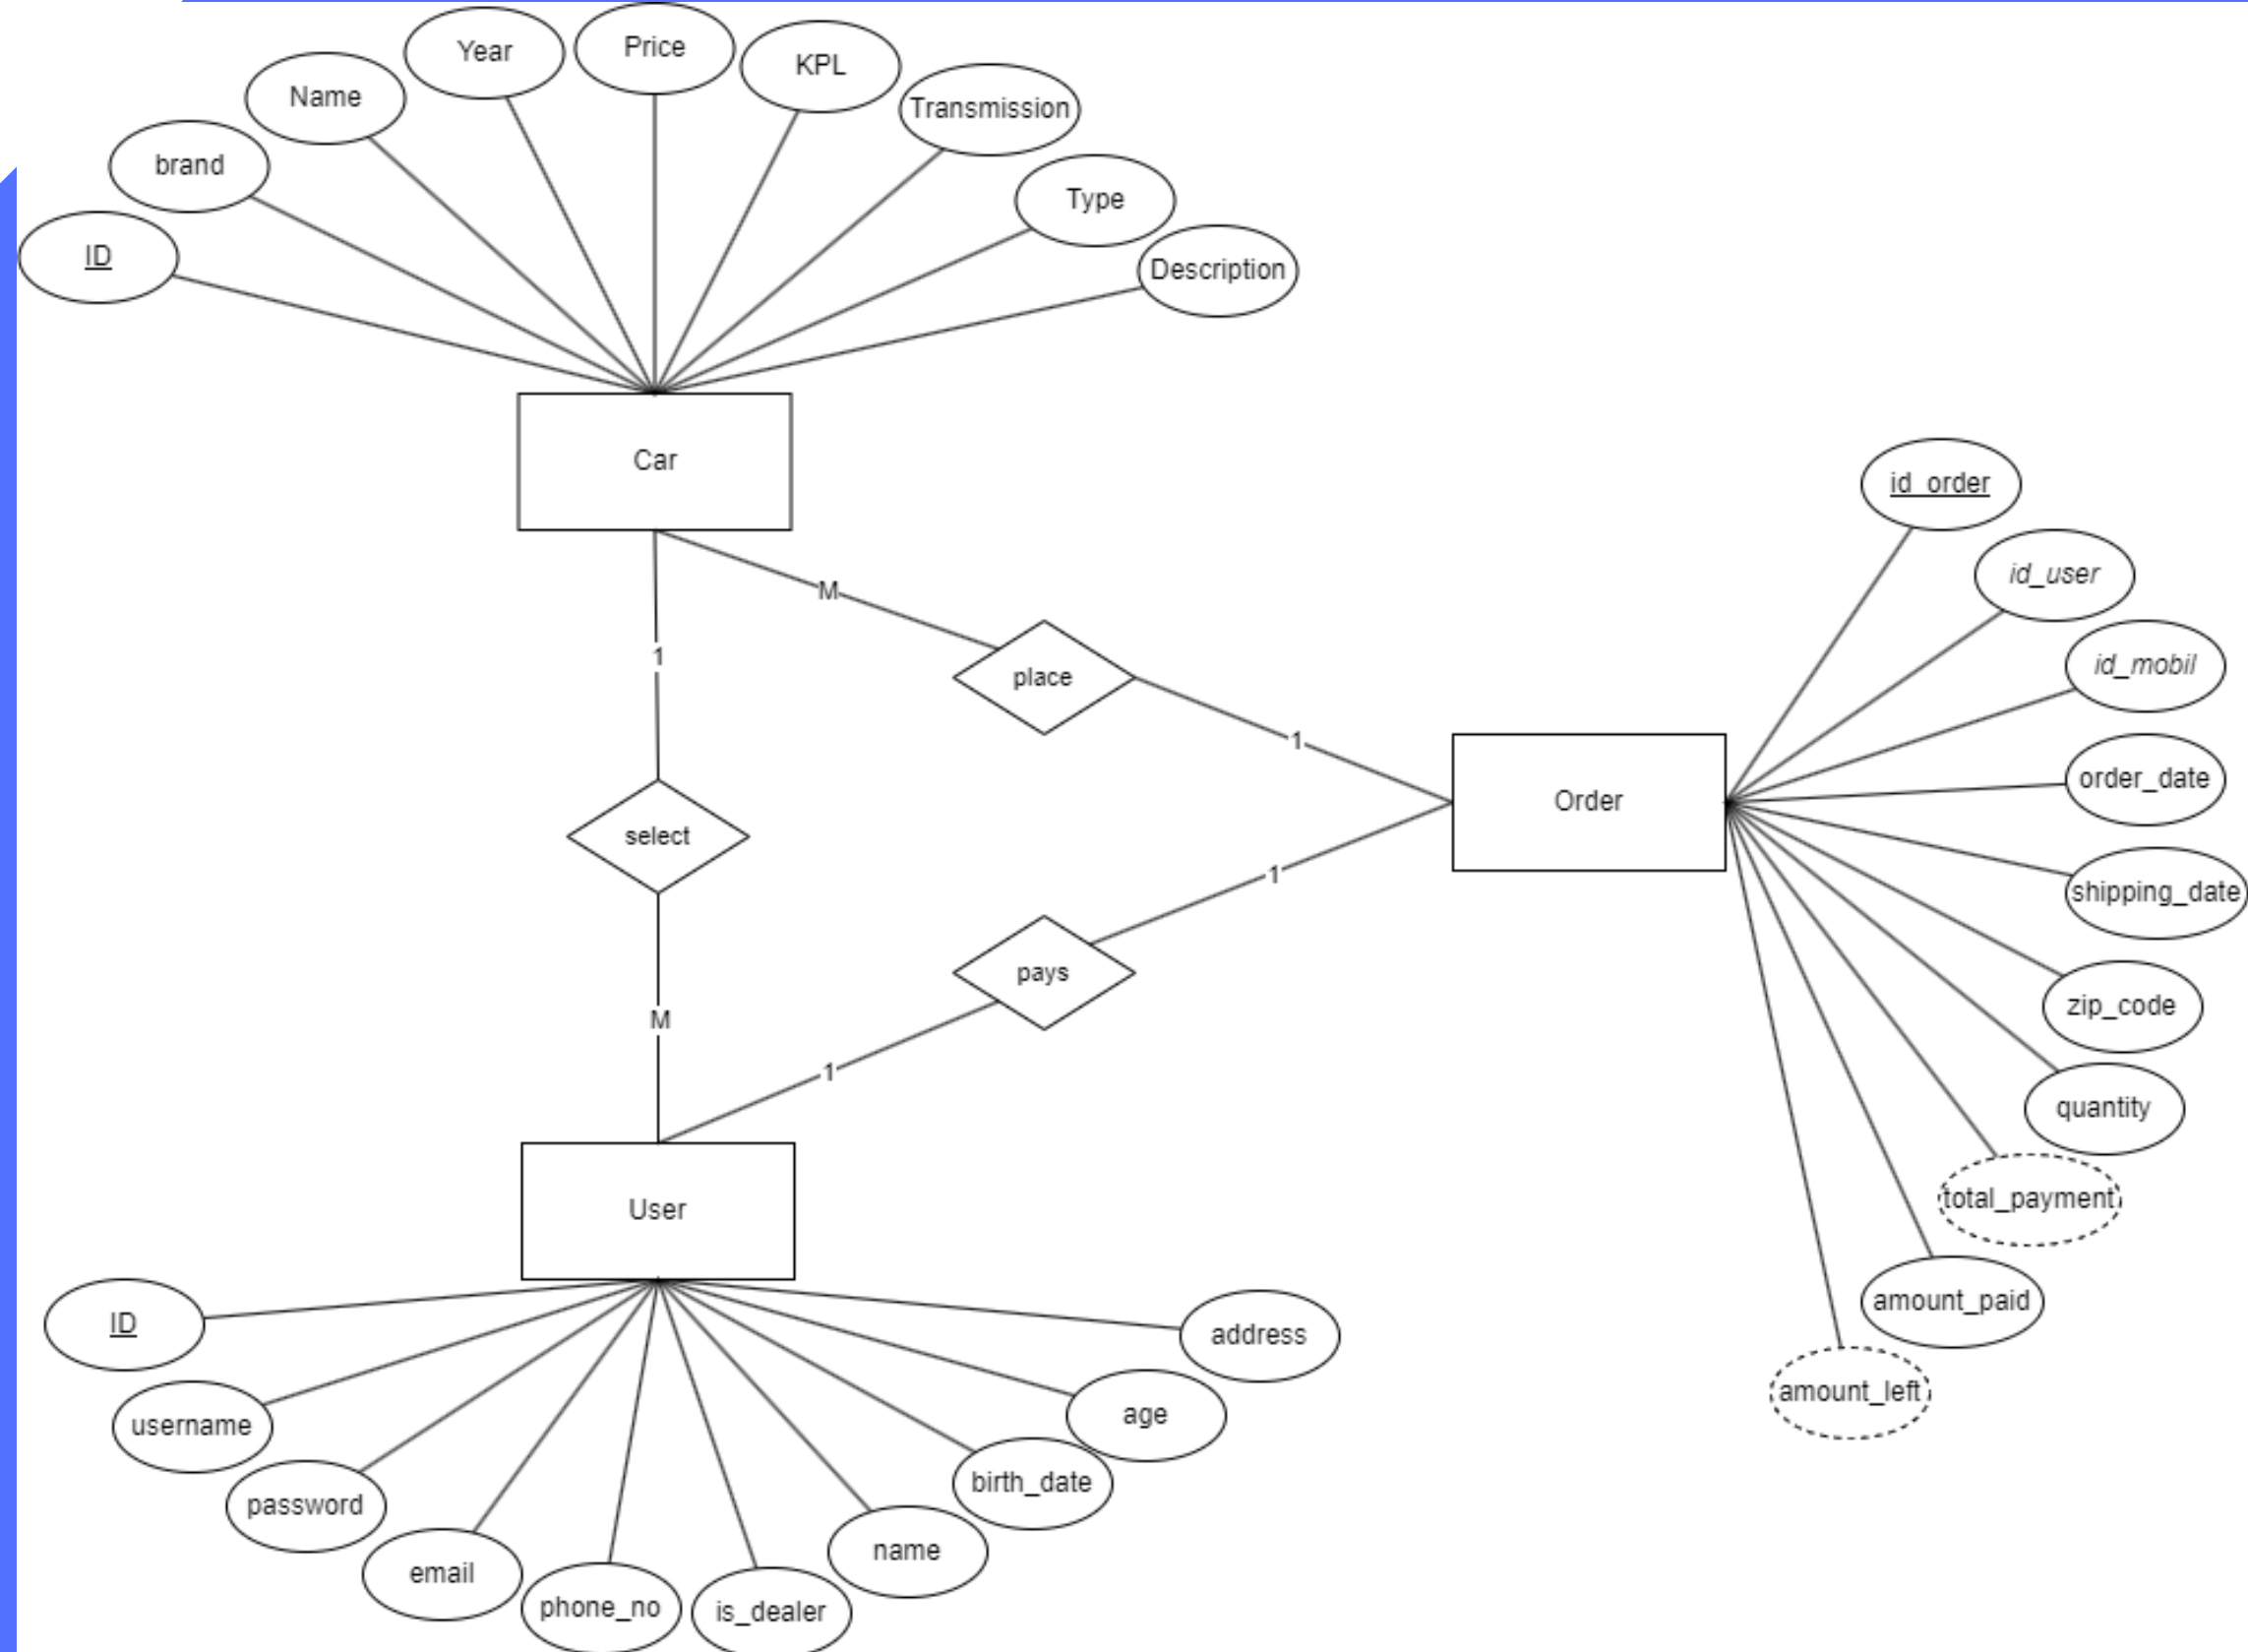 Price
Year
KPL
Name
Transmission
brand
Type
ID
Description
Car
id_order
id_user
M
1
id_mobil
place
1
order_date
Order
select
1
shipping_date
pays
zip_code
M
1
quantity
total_payment
User
amount_paid
ID
address
amount_left
age
username
birth_date
password
name
email
phone_no
is_dealer